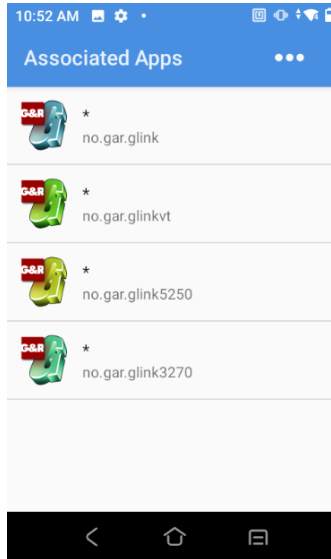 10:52 AM
Associated Apps
G&R
*
no.gar.glink
G&R
*
no.gar.glinkvt
G&R
*
no.gar.glink5250
G&R
*
no.gar.glink3270